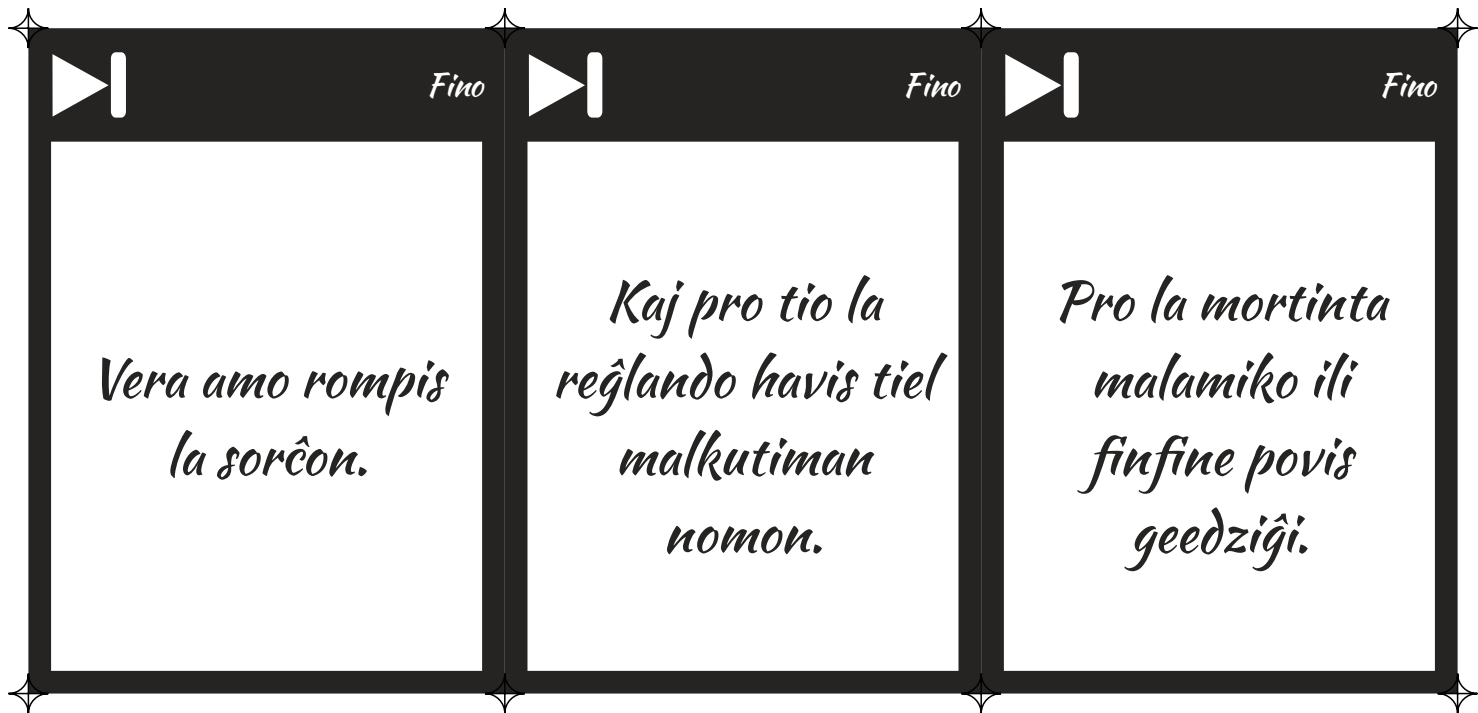 Fino
Vera amo rompis
la sorĉon.
Fino
Kaj pro tio la
reĝlando havis tiel
malkutiman
nomon.
Fino
Pro la mortinta
malamiko ili
finfine povis
geedziĝi.